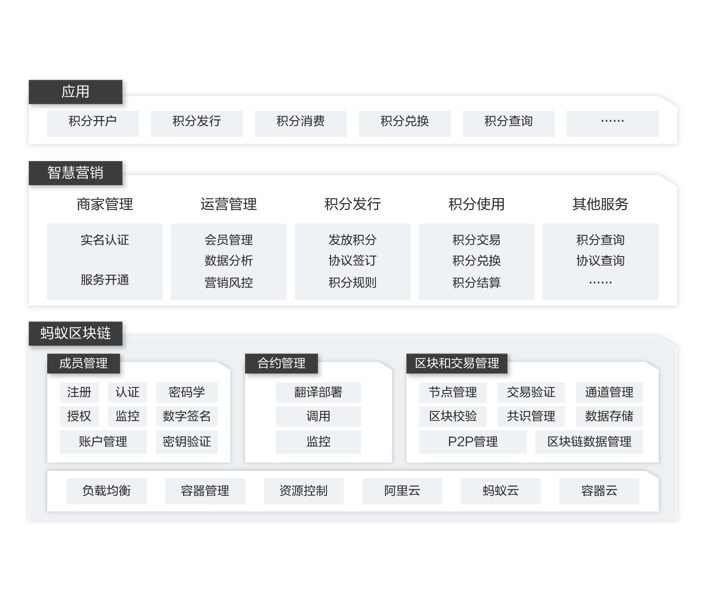 应用
积分开户 积分发行 积分消费 积分兑换 积分查询 ……
智慧营销
商家管理 运营管理 积分发行 积分使用 其他服务
实名认证 会员管理 发放积分 积分交易 积分查询
数据分析 协议签订 积分兑换 协议查询
服务开通 营销风控 积分规则 积分结算 ……
蚂蚁区块链
成员管理 合约管理 区块和交易管理
注册 认证 密码学 翻译部署 节点管理 交易验证 通道管理
授权 监控 数字签名 调用 区块校验 共识管理 数据存储
账户管理 密钥验证 监控 P2P管理 区块链数据管理
负载均衡 容器管理 资源控制 阿里云 蚂蚁云 容器云